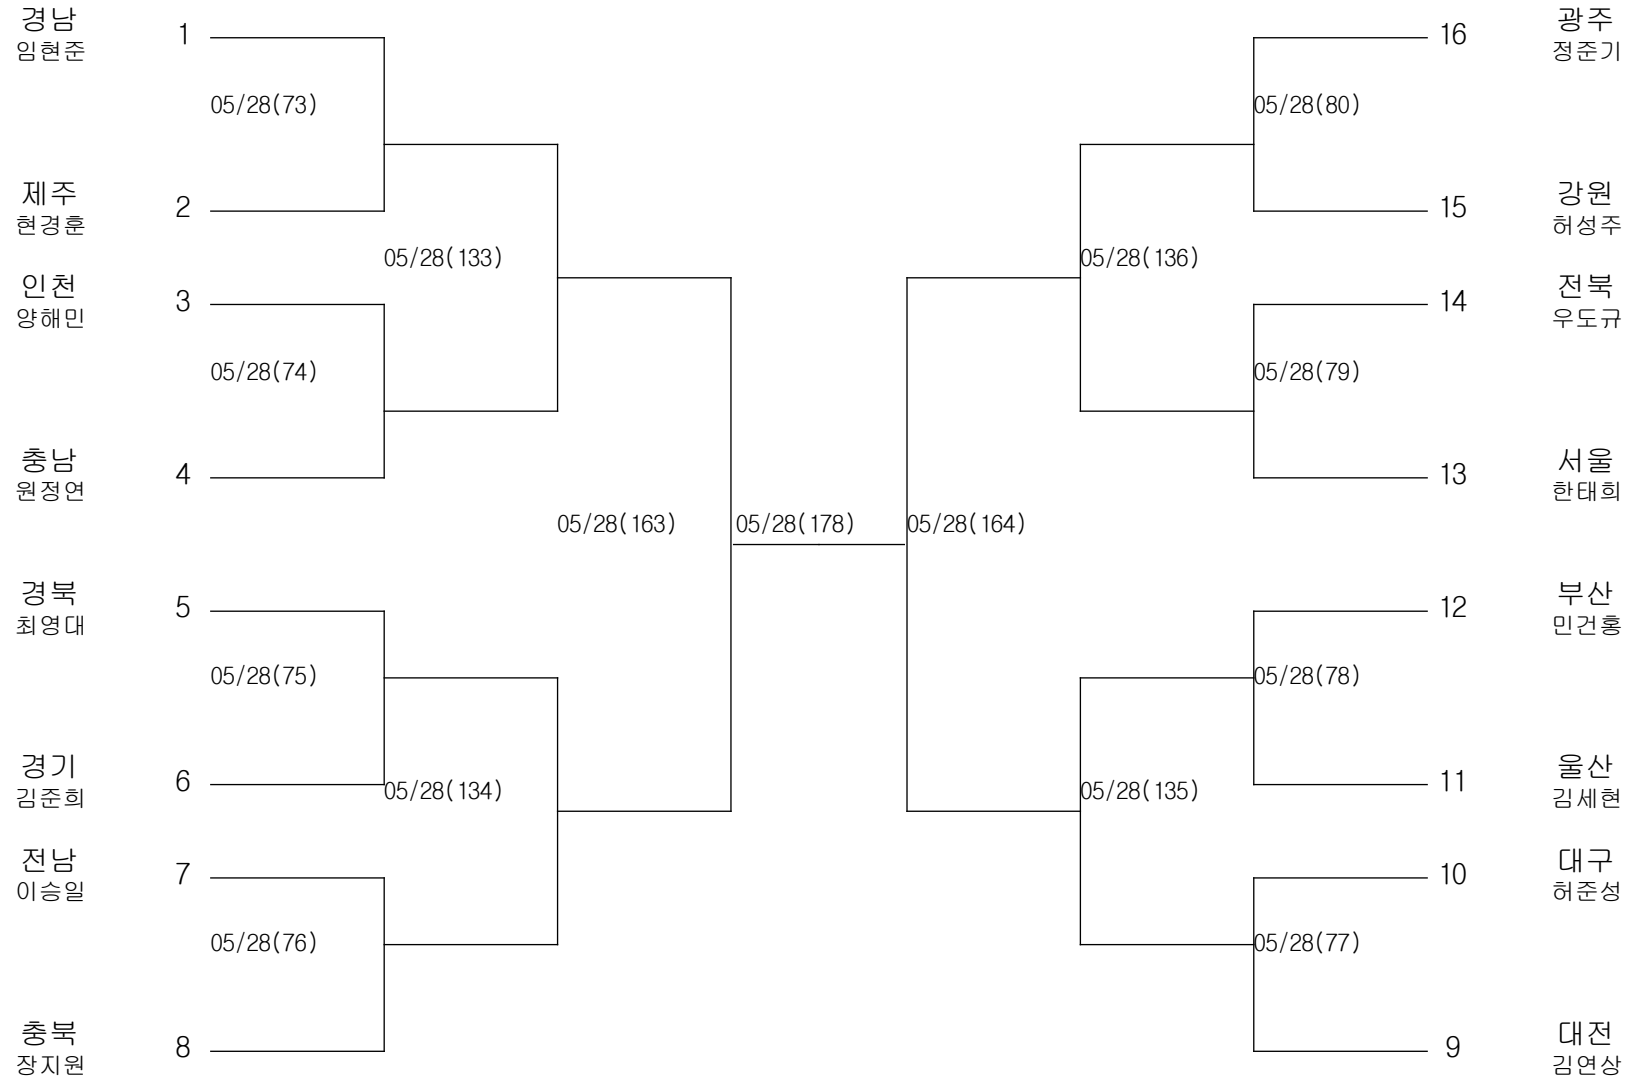 경남
임현준
1
16
광주
정준기
05/28(73)
05/28(80)
제주
현경훈
2
15
강원
허성주
05/28(133)
05/28(136)
인천
양해민
3
14
전북
우도규
05/28(74)
05/28(79)
충남
원정연
4
13
서울
한태희
05/28(163)
05/28(178)
05/28(164)
경북
최영대
5
12
부산
민건홍
05/28(75)
05/28(78)
경기
김준희
6
11
울산
김세현
05/28(134)
05/28(135)
전남
이승일
7
10
대구
허준성
05/28(76)
05/28(77)
충북
장지원
8
9
대전
김연상